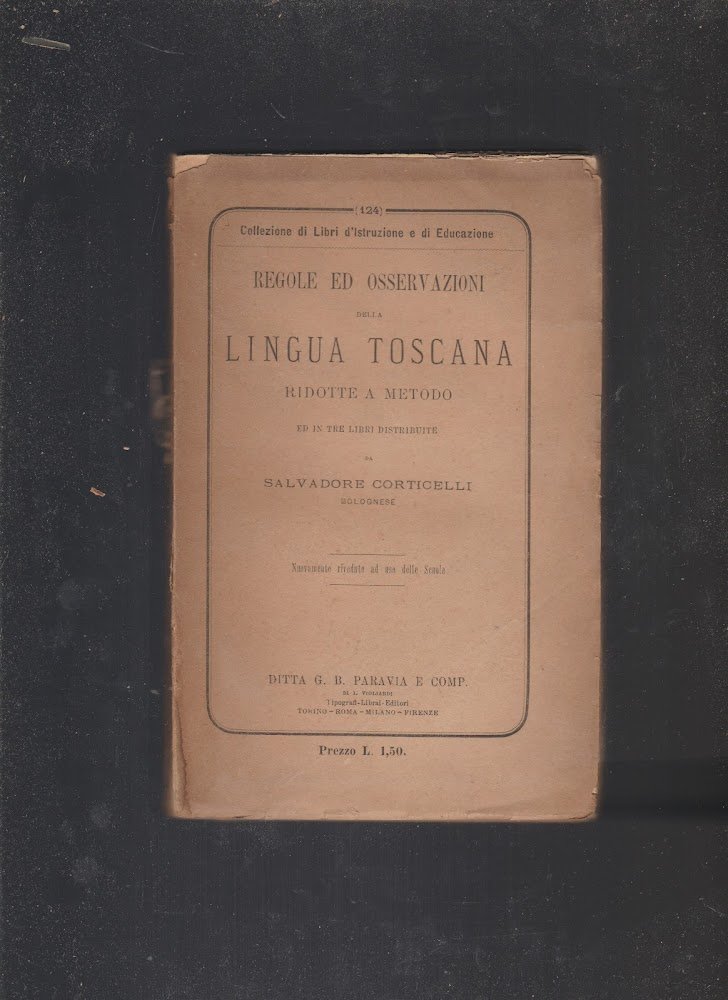 (124)
Collezione di Libri d'Istruzione e di Educazione
REGOLE ED OSSERVAZIONI
DELLA
LINGUA TOSCANA
RIDOTTE A METODO
ED IN TRE LIBRI DISTRIBUITE
DA
SALVADORE CORTICELLI
BOLOGNESE
Nuovamente rivedute ad uso delle Scuole
DITTA G. B. PARAVIA E COMP.
DI I. VIGLIARDI
Tipografi-Librai-Editori
TORINO - ROMA - MILANO - FIRENZE
Prezzo L. 1,50.